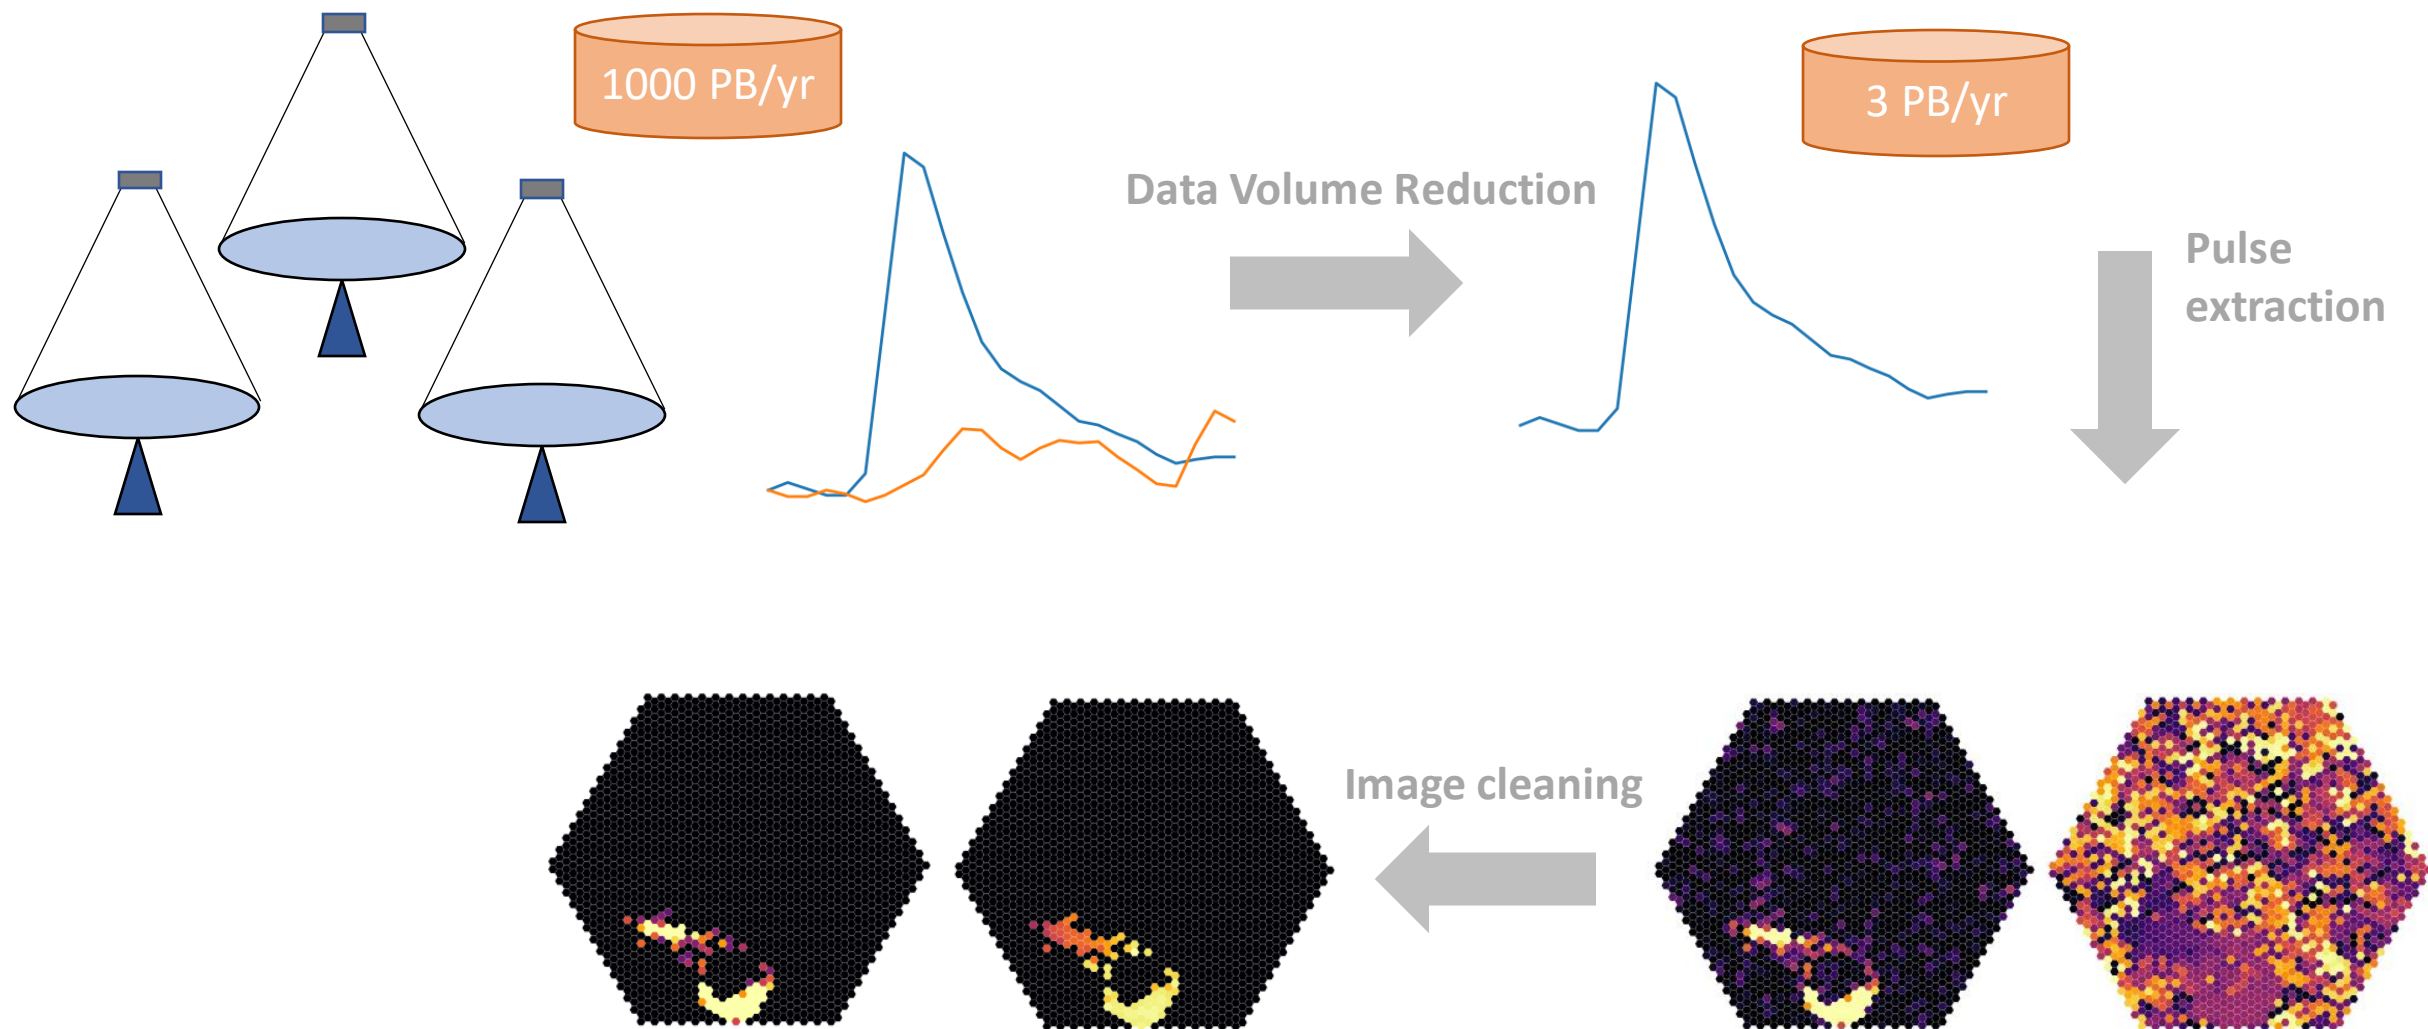 1000 PB/yr
3 PB/yr
Data Volume Reduction
Pulse
extraction
Image cleaning